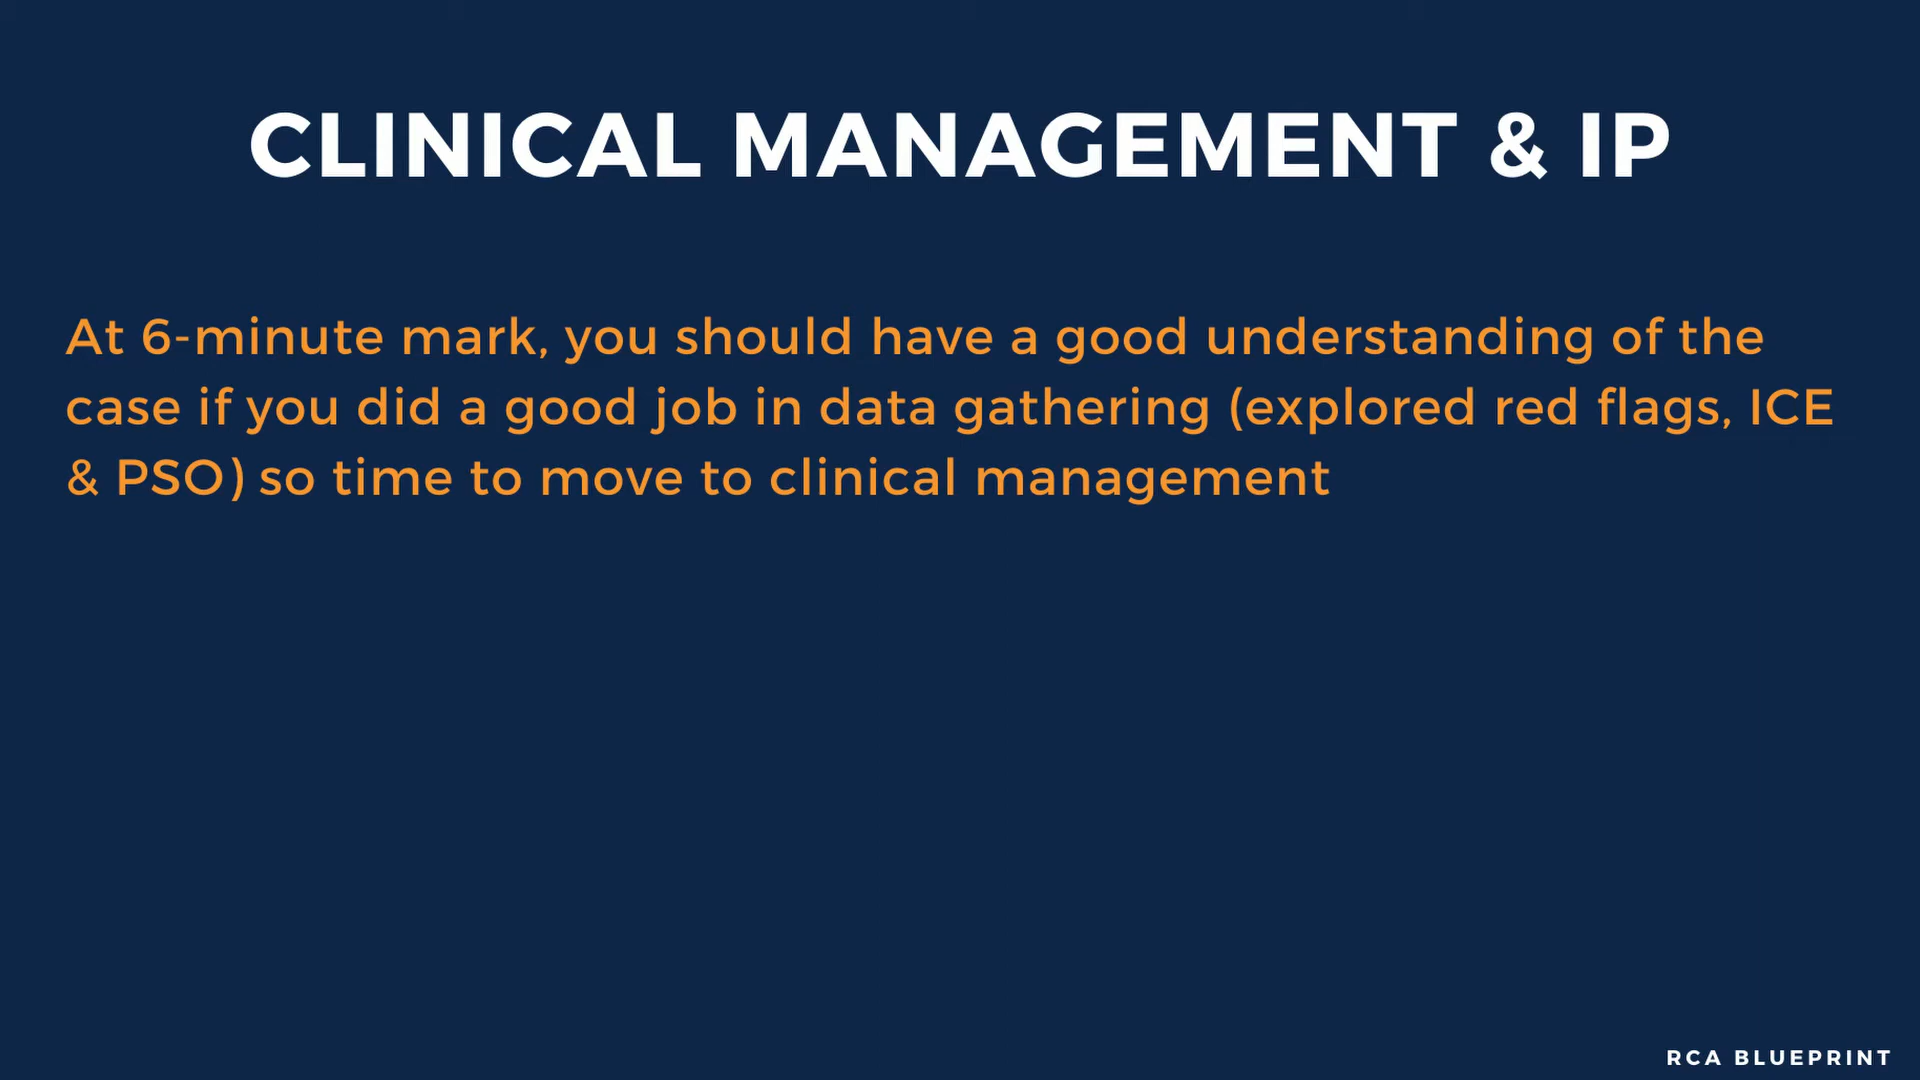 CLINICAL MANAGEMENT & IP
At 6-minute mark, you should have a good understanding of the
case if you did a good job in data gathering (explored red flags, ICE
& PSO) so time to move to clinical management
RCA BLUEPRINT